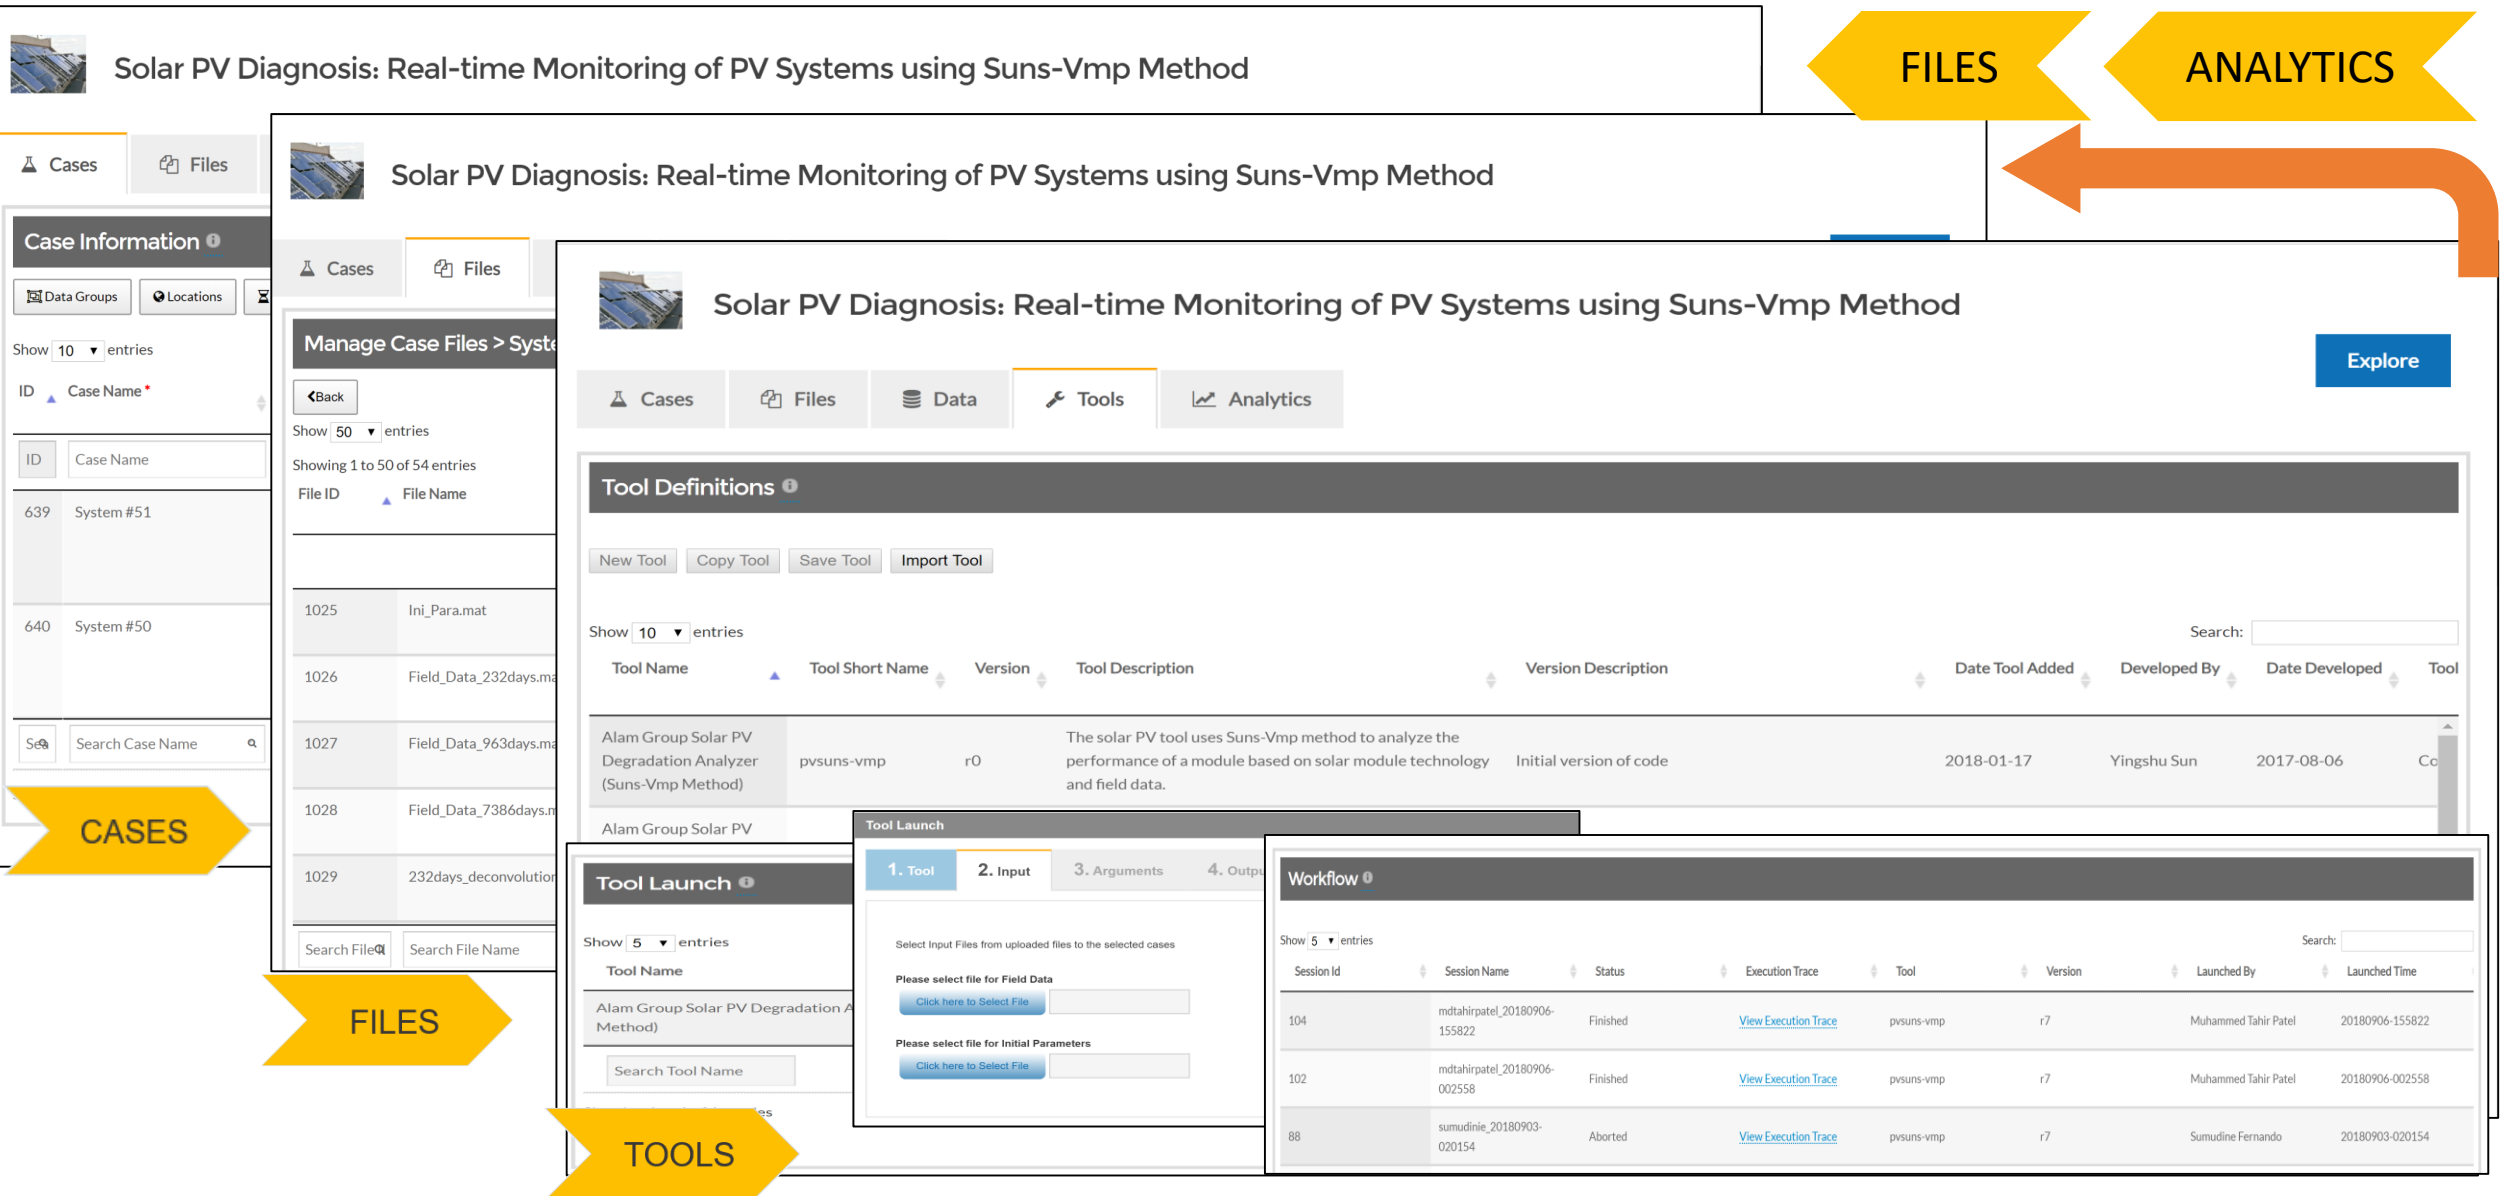 Solar PV Diagnosis: Real-time Monitoring of PV Systems using Suns-Vmp Method
FILES
ANALYTICS
Cases
Files
Case Information
Data Groups
Locations
Show 10 entries
ID
Case Name *
ID
Case Name
639
System #51
640
System #50
Search Case Name
CASES
Solar PV Diagnosis: Real-time Monitoring of PV Systems using Suns-Vmp Method
Cases
Files
Manage Case Files > Syste
Back
Show 50 entries
Showing 1 to 50 of 54 entries
File ID
File Name
1025
Ini_Para.mat
1026
Field_Data_232days.ma
1027
Field_Data_963days.ma
1028
Field_Data_7386days.m
1029
232days_deconvolution
Search File
Search File Name
FILES
Solar PV Diagnosis: Real-time Monitoring of PV Systems using Suns-Vmp Method
Explore
Cases
Files
Data
Tools
Analytics
Tool Definitions
New Tool
Copy Tool
Save Tool
Import Tool
Show 10 entries
Search:
Tool Name
Tool Short Name
Version
Tool Description
Version Description
Date Tool Added
Developed By
Date Developed
Tool
Alam Group Solar PV
Degradation Analyzer
(Suns-Vmp Method)
pvsuns-vmp
r0
The solar PV tool uses Suns-Vmp method to analyze the
performance of a module based on solar module technology
and field data.
Initial version of code
2018-01-17
Yingshu Sun
2017-08-06
Co
Alam Group Solar PV
Tool Launch
Show 5 entries
Tool Name
Alam Group Solar PV Degradation A
Method)
Search Tool Name
TOOLS
Tool Launch
1. Tool
2. Input
3. Arguments
4. Outpu
Select Input Files from uploaded files to the selected cases
Please select file for Field Data
Click here to Select File
Please select file for Initial Parameters
Click here to Select File
Workflow
Show 5 entries
Search:
Session Id
Session Name
Status
Execution Trace
Tool
Version
Launched By
Launched Time
104
mdtahirpatel_20180906-
155822
Finished
View Execution Trace
pvsuns-vmp
r7
Muhammed Tahir Patel
20180906-155822
102
mdtahirpatel_20180906-
002558
Finished
View Execution Trace
pvsuns-vmp
r7
Muhammed Tahir Patel
20180906-002558
88
sumudinie_20180903-
020154
Aborted
View Execution Trace
pvsuns-vmp
r7
Sumudine Fernando
20180903-020154